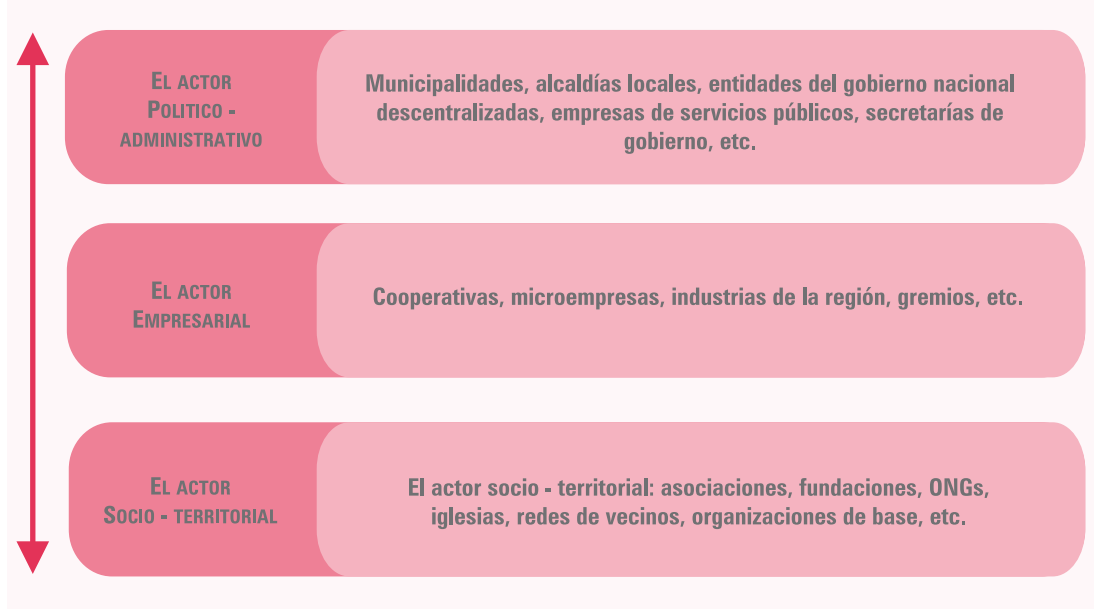 El actor
Politico -
administrativo
Municipalidades, alcaldías locales, entidades del gobierno nacional
descentralizadas, empresas de servicios públicos, secretarías de
gobierno, etc.
El actor
Empresarial
Cooperativas, microempresas, industrias de la región, gremios, etc.
El actor
Socio - territorial
El actor socio - territorial: asociaciones, fundaciones, ONGs,
iglesias, redes de vecinos, organizaciones de base, etc.